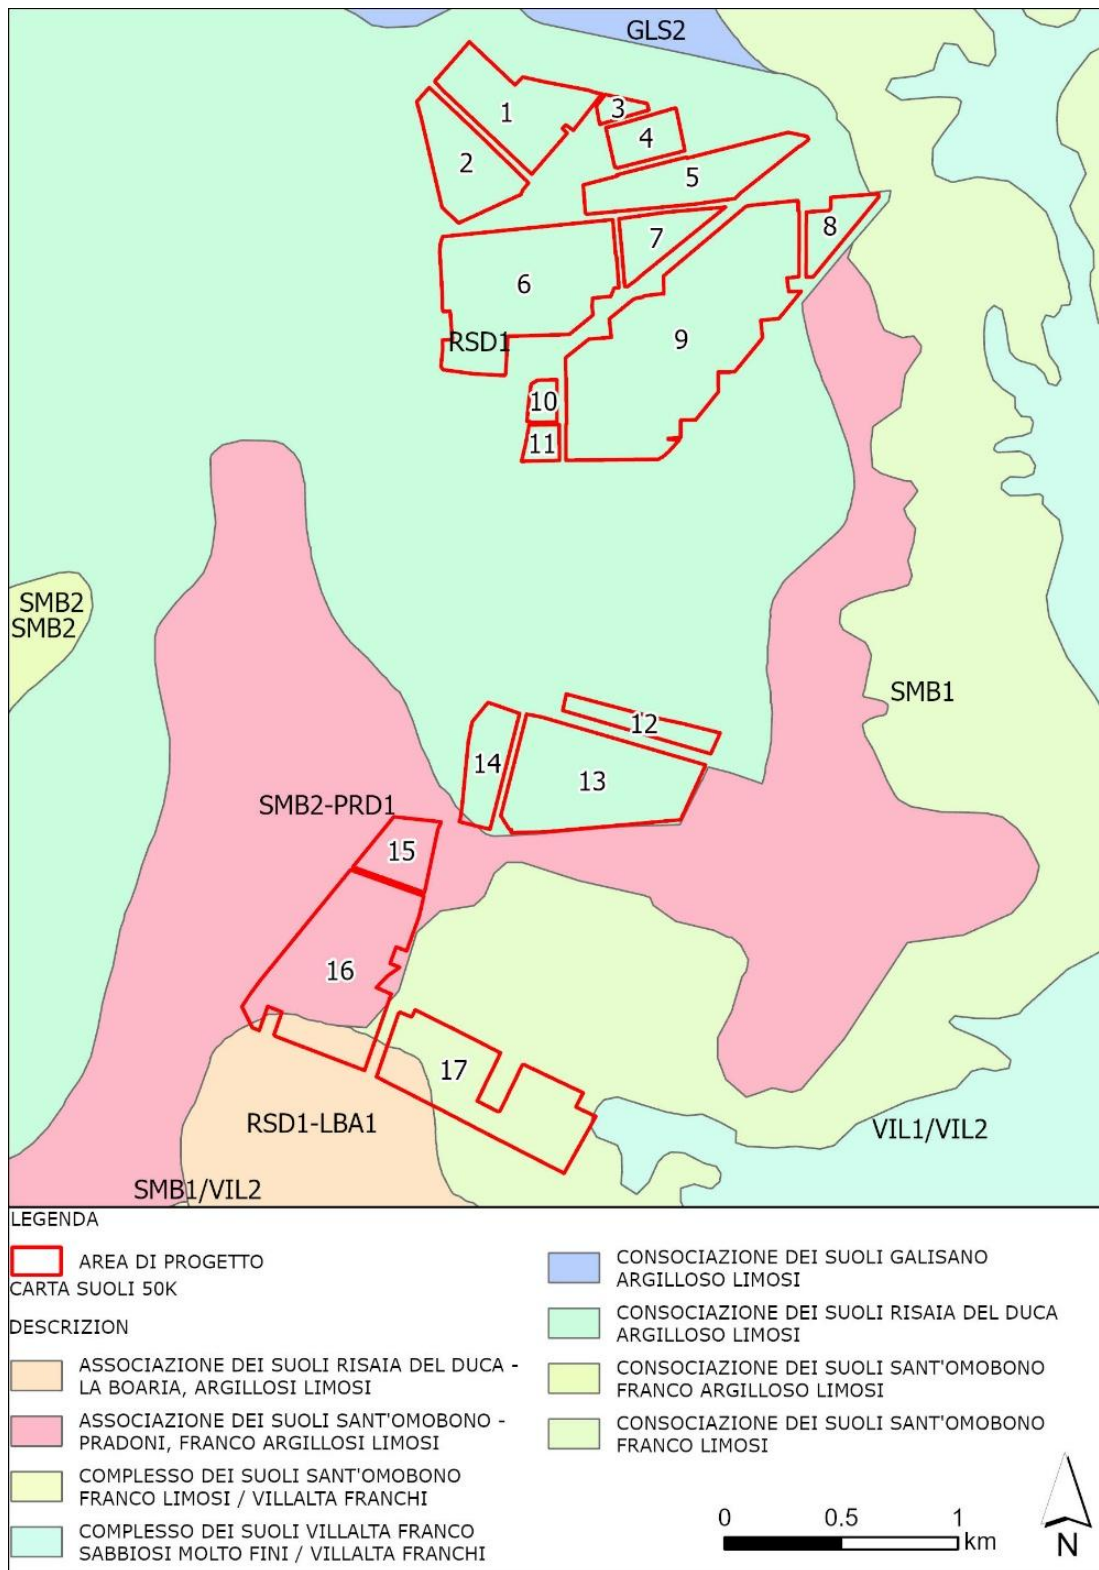 GLS2
1
3
2
4
5
7
8
6
9
RSD1
10
11
SMB2
SMB2
SMB1
12
14
13
SMB2-PRD1
15
16
17
RSD1-LBA1
VIL1/VIL2
SMB1/VIL2
LEGENDA
AREA DI PROGETTO
CARTA SUOLI 50K
DESCRIZION
ASSOCIAZIONE DEI SUOLI RISAIA DEL DUCA -
LA BOARIA, ARGILLOSI LIMOSI
ASSOCIAZIONE DEI SUOLI SANT'OMOBONO -
PRADONI, FRANCO ARGILLOSI LIMOSI
COMPLESSO DEI SUOLI SANT'OMOBONO
FRANCO LIMOSI / VILLALTA FRANCHI
COMPLESSO DEI SUOLI VILLALTA FRANCO
SABBIOSI MOLTO FINI / VILLALTA FRANCHI
CONSOCIAZIONE DEI SUOLI GALISANO
ARGILLOSO LIMOSI
CONSOCIAZIONE DEI SUOLI RISAIA DEL DUCA
ARGILLOSO LIMOSI
CONSOCIAZIONE DEI SUOLI SANT'OMOBONO
FRANCO ARGILLOSO LIMOSI
CONSOCIAZIONE DEI SUOLI SANT'OMOBONO
FRANCO LIMOSI
0 0.5 1
km
N